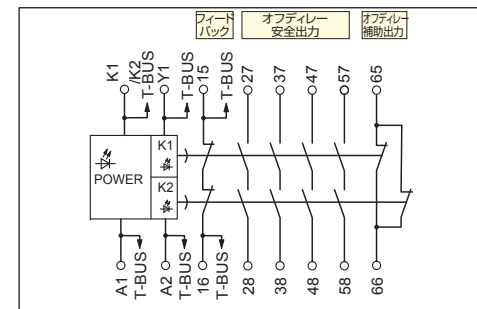 フィード
バック
オフディレー
安全出力
オフディレー
補助出力
K1
/K2
T-BUS
Y1
T-BUS
15
T-BUS
27
37
47
57
65
POWER
K1
K2
A1
T-BUS
A2
T-BUS
16
T-BUS
28
38
48
58
66